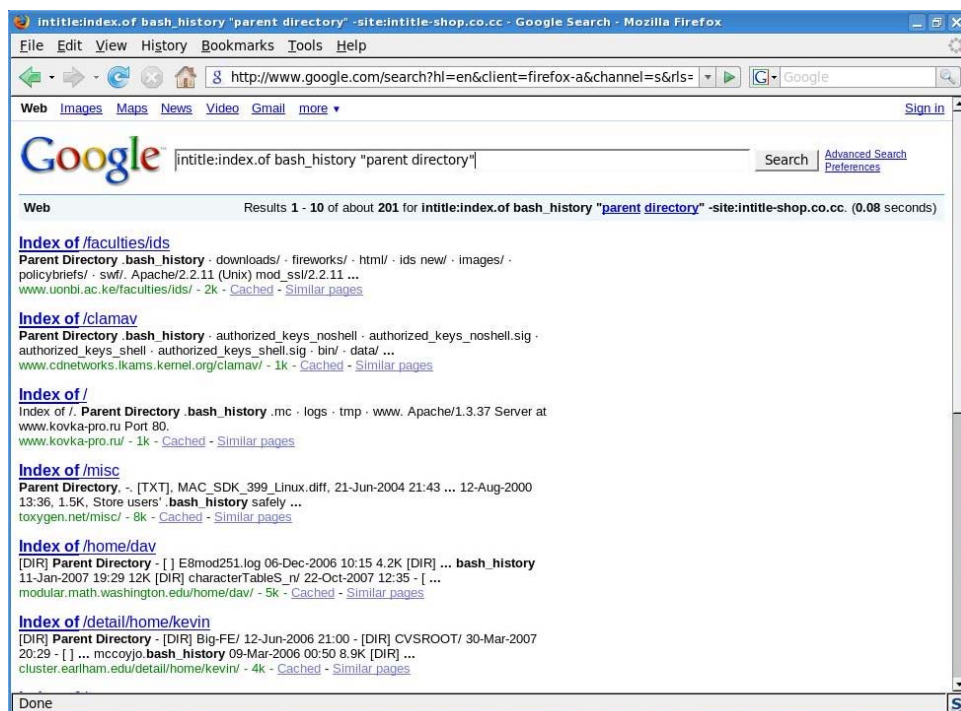 intitle:index.of bash_history "parent directory" -site:intitle-shop.co.cc - Google Search - Mozilla Firefox
File Edit View History Bookmarks Tools Help
http://www.google.com/search?hl=en&client=firefox-a&channel=s&rls= Google
Web Images Maps News Video Gmail more ▾ Sign in
Google intitle:index.of bash_history "parent directory" Search Advanced Search
Preferences
Web Results 1 - 10 of about 201 for intitle:index.of bash_history "parent directory" -site:intitle-shop.co.cc. (0.08 seconds)
Index of /faculties/ids
Parent Directory .bash_history · downloads/ · fireworks/ · html/ · ids new/ · images/ ·
policybriefs/ · swf/. Apache/2.2.11 (Unix) mod_ssl/2.2.11 ...
www.uonbi.ac.ke/faculties/ids/ - 2k - Cached - Similar pages
Index of /clamav
Parent Directory .bash_history · authorized_keys_noshell · authorized_keys_noshell.sig ·
authorized_keys_shell · authorized_keys_shell.sig · bin/ · data/ ...
www.cdnetworks.lkams.kernel.org/clamav/ - 1k - Cached - Similar pages
Index of /
Index of /. Parent Directory .bash_history .mc · logs · tmp · www. Apache/1.3.37 Server at
www.kovka-pro.ru Port 80.
www.kovka-pro.ru/ - 1k - Cached - Similar pages
Index of /misc
Parent Directory, -. [TXT], MAC_SDK_399_Linux.diff, 21-Jun-2004 21:43 ... 12-Aug-2000
13:36, 1.5K, Store users' .bash_history safely ...
toxygen.net/misc/ - 8k - Cached - Similar pages
Index of /home/dav
[DIR] Parent Directory - [ ] E8mod251.log 06-Dec-2006 10:15 4.2K [DIR] ... bash_history
11-Jan-2007 19:29 12K [DIR] characterTableS_n/ 22-Oct-2007 12:35 - [ ...
modular.math.washington.edu/home/dav/ - 5k - Cached - Similar pages
Index of /detail/home/kevin
[DIR] Parent Directory - [DIR] Big-FE/ 12-Jun-2006 21:00 - [DIR] CVSROOT/ 30-Mar-2007
20:29 - [ ] ... mccoyjo.bash_history 09-Mar-2006 00:50 8.9K [DIR] ...
cluster.earlham.edu/detail/home/kevin/ - 4k - Cached - Similar pages
Done